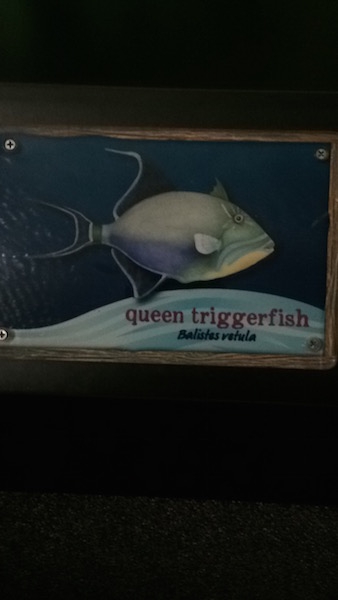 queen triggerfish
Balistes vetula